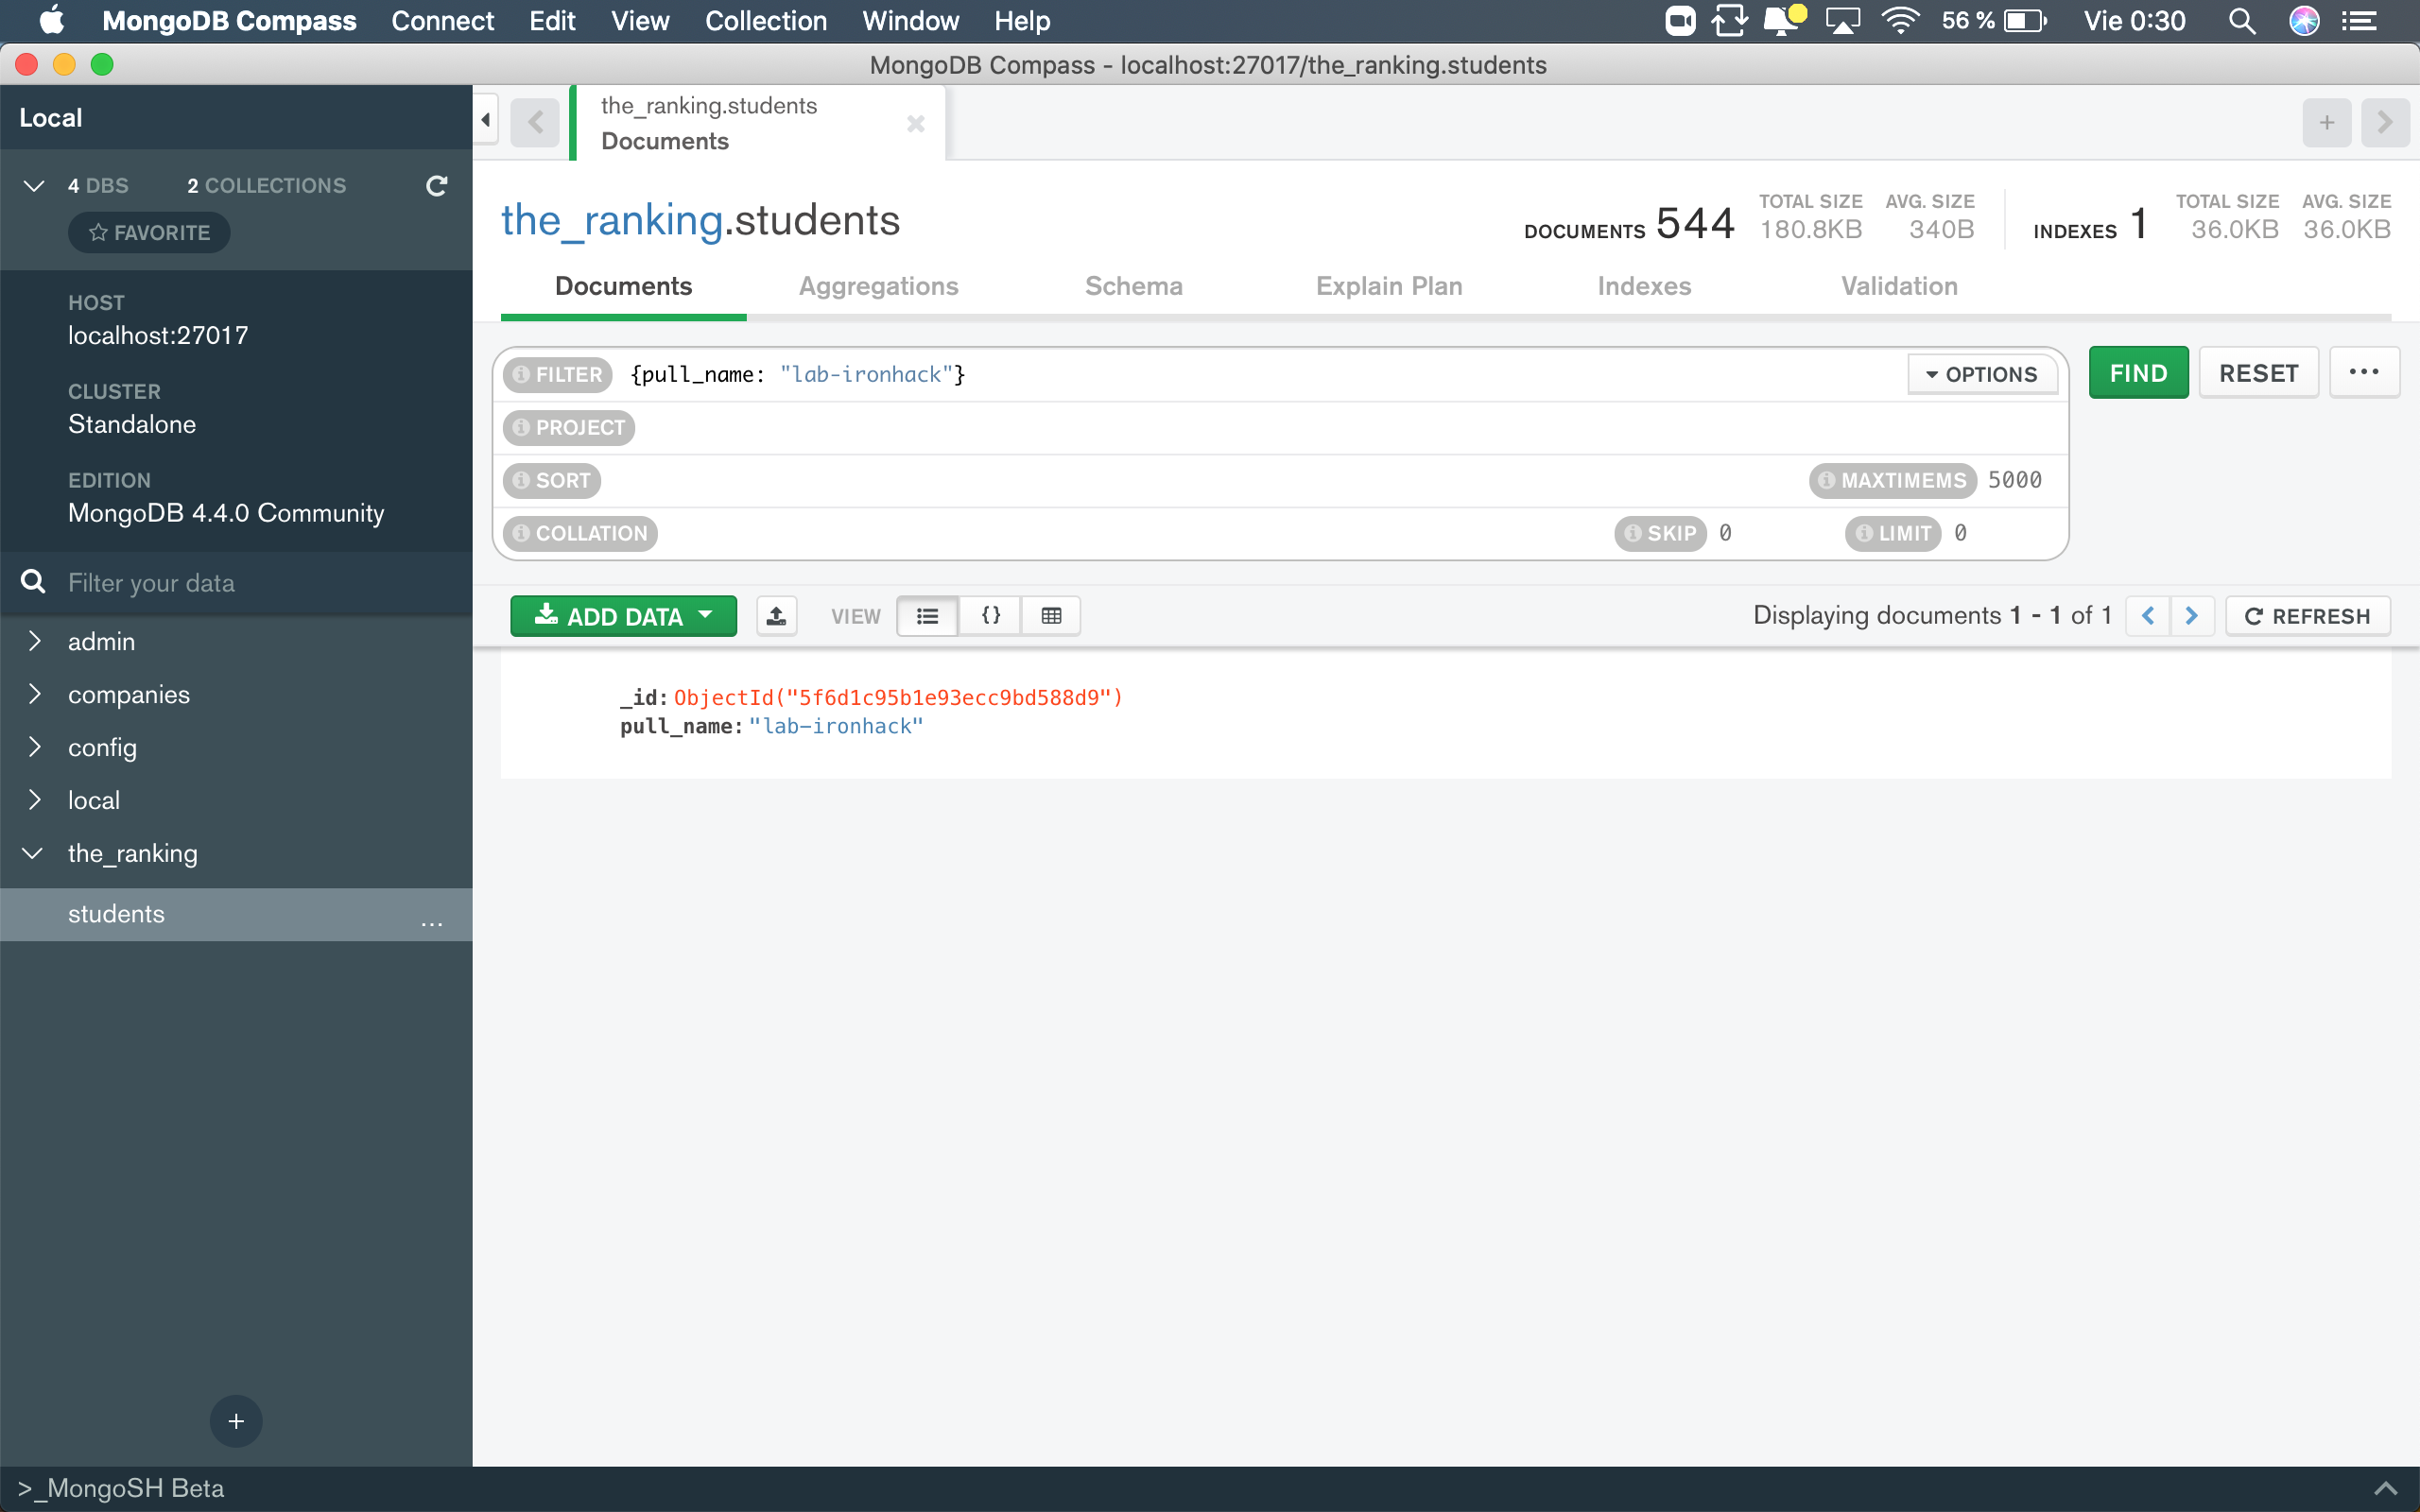 MongoDB Compass Connect Edit View Collection Window Help 56 % Vie 0:30
MongoDB Compass - localhost:27017/the_ranking.students
Local
4 DBS 2 COLLECTIONS
FAVORITE
HOST
localhost:27017
CLUSTER
Standalone
EDITION
MongoDB 4.4.0 Community
Filter your data
admin
companies
config
local
the_ranking
students ...
>_MongoSH Beta
the_ranking.students
Documents
the_ranking.students
DOCUMENTS 544 TOTAL SIZE 180.8KB AVG. SIZE 340B INDEXES 1 TOTAL SIZE 36.0KB AVG. SIZE 36.0KB
Documents Aggregations Schema Explain Plan Indexes Validation
FILTER {pull_name: "lab-ironhack"} OPTIONS FIND RESET ...
PROJECT
SORT MAXTIMEMS 5000
COLLATION SKIP 0 LIMIT 0
ADD DATA VIEW {} Displaying documents 1 - 1 of 1 REFRESH
_id: ObjectId("5f6d1c95b1e93ecc9bd588d9")
pull_name: "lab-ironhack"